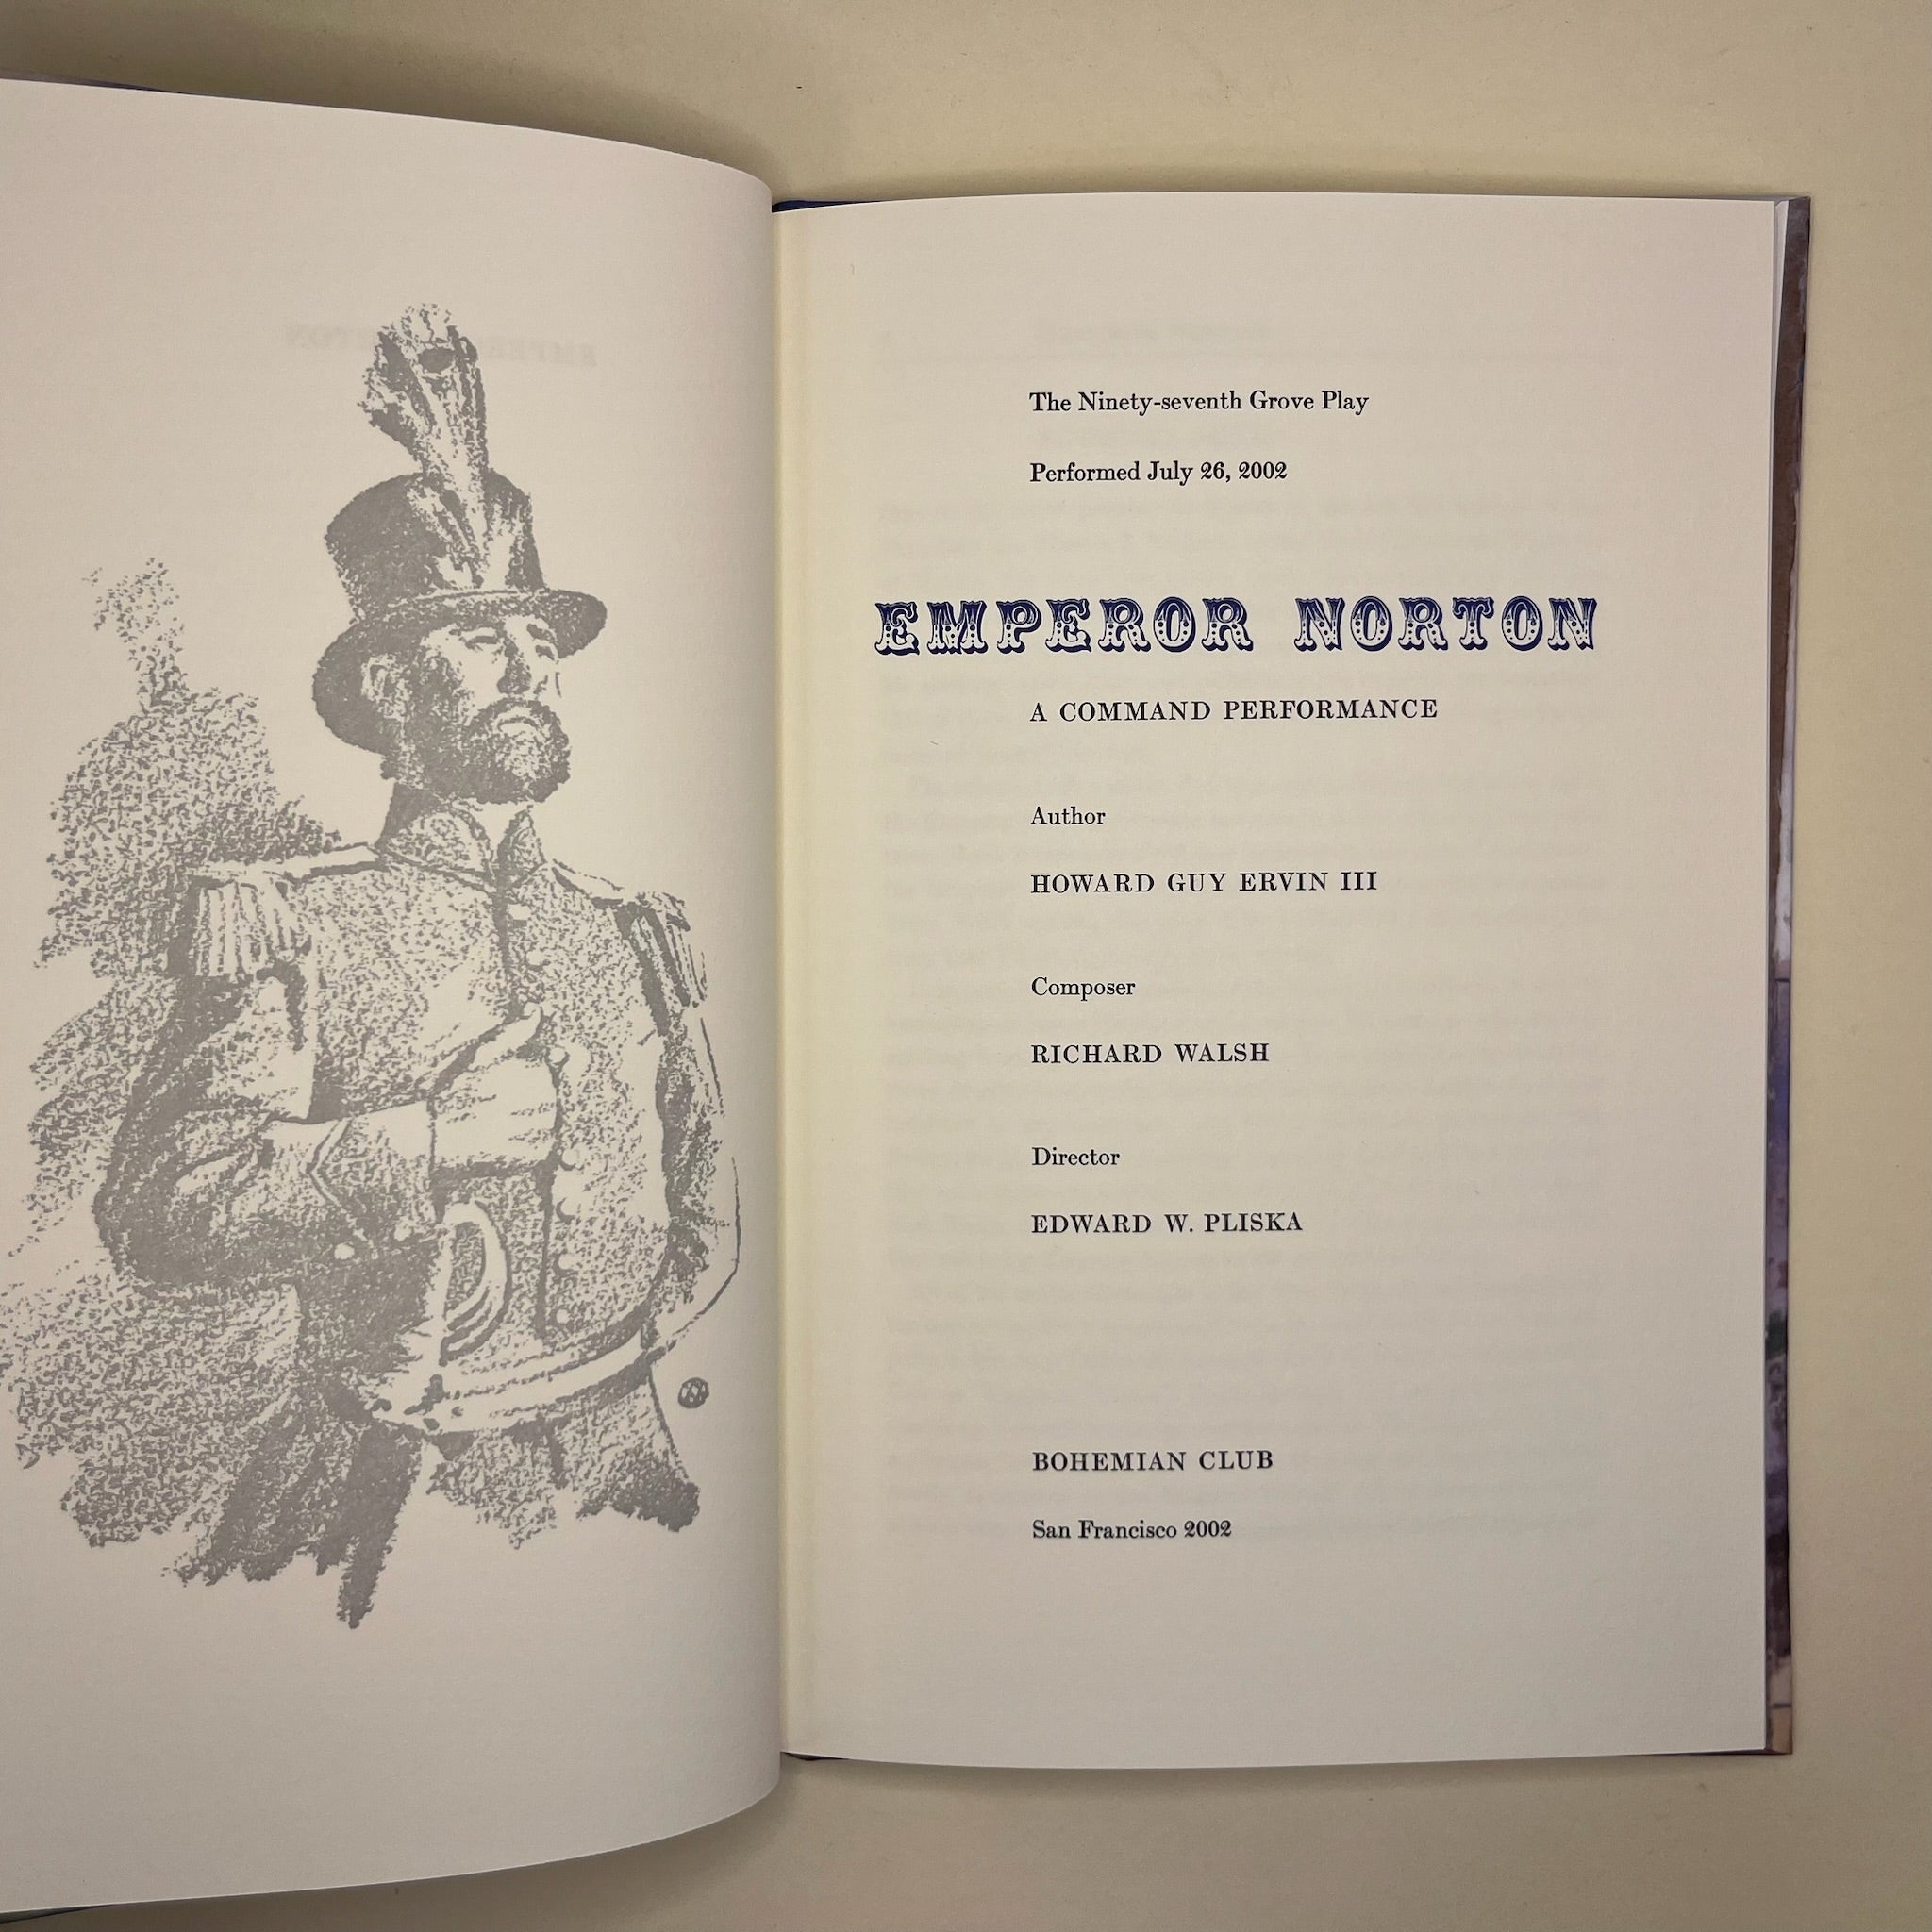 The Ninety-seventh Grove Play
Performed July 26, 2002
EMPEROR NORTON
A COMMAND PERFORMANCE
Author
HOWARD GUY ERVIN III
Composer
RICHARD WALSH
Director
EDWARD W. PLISKA
BOHEMIAN CLUB
San Francisco 2002